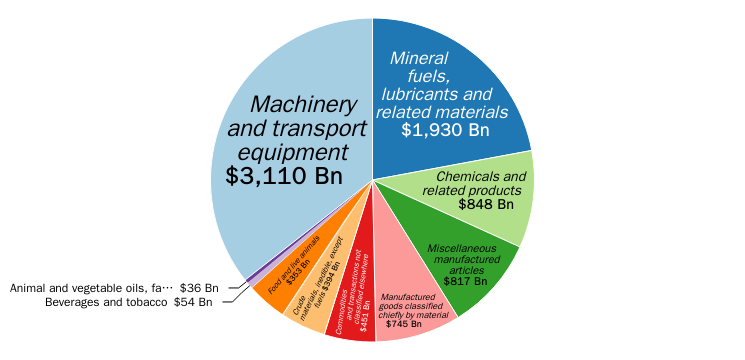 Mineral
fuels,
lubricants and
related materials
$1,930 Bn
Machinery
and transport
equipment
$3,110 Bn
Chemicals and
related products
$848 Bn
Miscellaneous
manufactured
articles
$817 Bn
Manufactured
goods classified
chiefly by material
$745 Bn
Commodities
and transactions not
classified elsewhere
$451 Bn
Crude
materials, inedible, except
fuels $394 Bn
Food and live animals
$353 Bn
Animal and vegetable oils, fa… $36 Bn
Beverages and tobacco $54 Bn